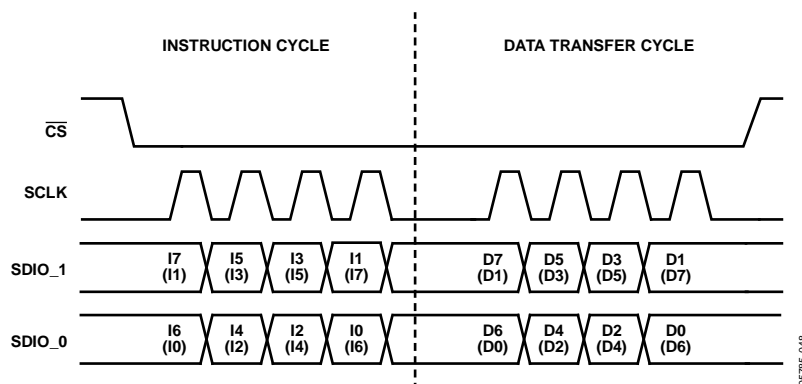 INSTRUCTION CYCLE DATA TRANSFER CYCLE
CS
SCLK
SDIO_1 I7 I5 I3 I1 D7 D5 D3 D1
(I1) (I3) (I5) (I7) (D1) (D3) (D5) (D7)
SDIO_0 I6 I4 I2 I0 D6 D4 D2 D0
(I0) (I2) (I4) (I6) (D0) (D2) (D4) (D6)